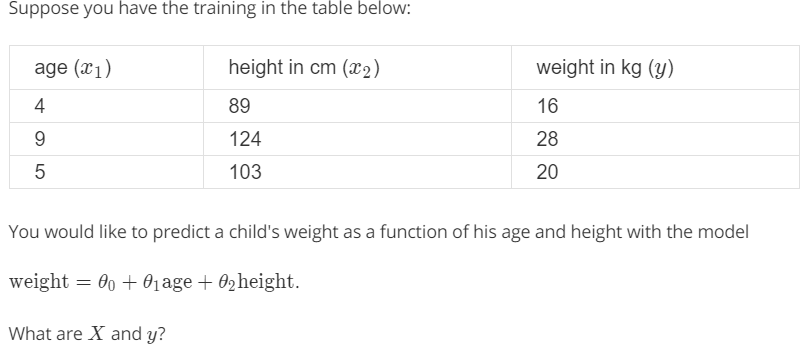 Suppose you have the training in the table below:
age (x₁) height in cm (x₂) weight in kg (y)
4 89 16
9 124 28
5 103 20
You would like to predict a child's weight as a function of his age and height with the model
weight = θ₀ + θ₁age + θ₂height.
What are X and y?